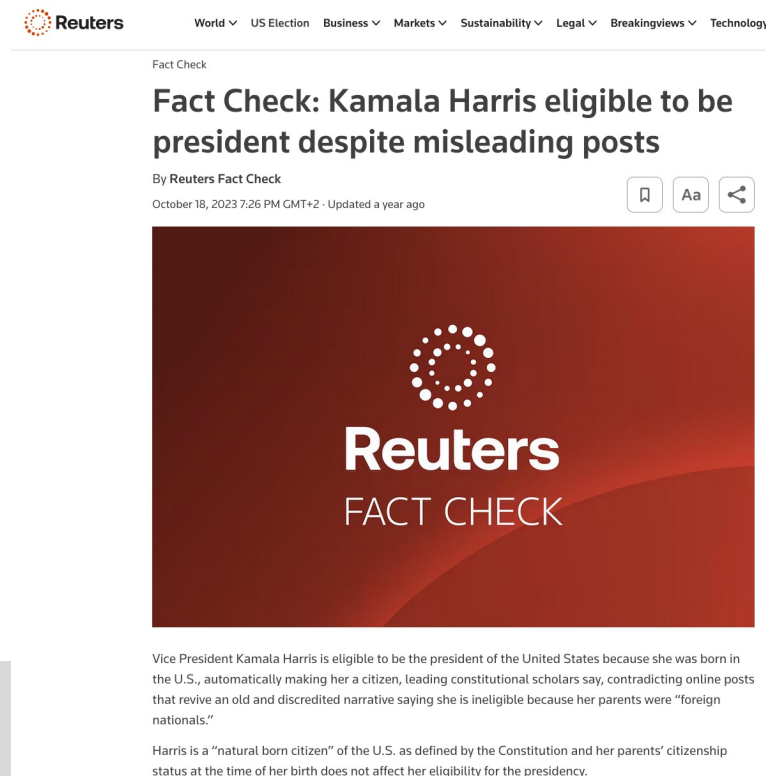 Reuters
World US Election Business Markets Sustainability Legal Breakingviews Technology
Fact Check
Fact Check: Kamala Harris eligible to be
president despite misleading posts
By Reuters Fact Check
October 18, 2023 7:26 PM GMT+2 · Updated a year ago
Aa
Reuters
FACT CHECK
Vice President Kamala Harris is eligible to be the president of the United States because she was born in
the U.S., automatically making her a citizen, leading constitutional scholars say, contradicting online posts
that revive an old and discredited narrative saying she is ineligible because her parents were “foreign
nationals.”
Harris is a “natural born citizen” of the U.S. as defined by the Constitution and her parents’ citizenship
status at the time of her birth does not affect her eligibility for the presidency.